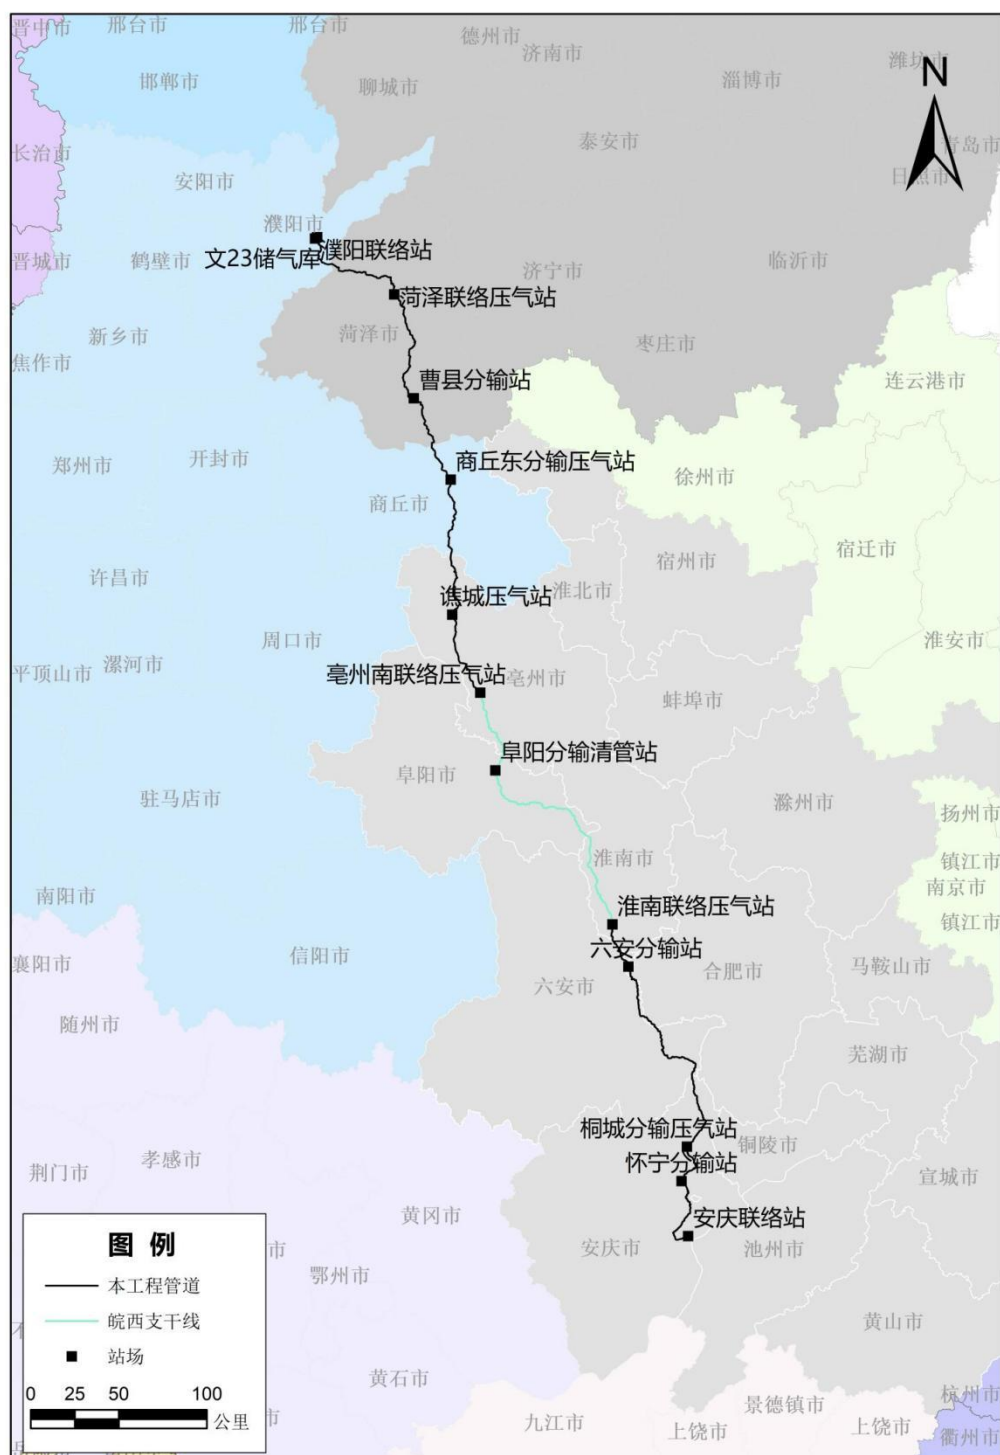 晋中市
邢台市
邢台市
德州市
济南市
潍坊市
邯郸市
聊城市
淄博市
N
长治市
泰安市
青岛市
安阳市
日照市
濮阳市
濮阳联络站
文23储气库
晋城市
鹤壁市
济宁市
临沂市
菏泽联络压气站
新乡市
菏泽市
枣庄市
焦作市
曹县分输站
连云港市
郑州市
开封市
商丘东分输压气站
徐州市
商丘市
宿迁市
宿州市
许昌市
淮北市
谯城压气站
周口市
淮安市
平顶山市
漯河市
亳州南联络压气站
亳州市
蚌埠市
阜阳分输清管站
阜阳市
驻马店市
滁州市
扬州市
淮南市
镇江市
南京市
南阳市
淮南联络压气站
镇江市
六安分输站
襄阳市
信阳市
六安市
合肥市
马鞍山市
随州市
芜湖市
桐城分输压气站
铜陵市
孝感市
荆门市
怀宁分输站
宣城市
黄冈市
安庆联络站
安庆市
池州市
图 例
市
鄂州市
本工程管道
皖西支干线
黄山市
站场
黄石市
0 25 50 100
公里
景德镇市
杭州市
九江市
上饶市
上饶市
衢州市
市